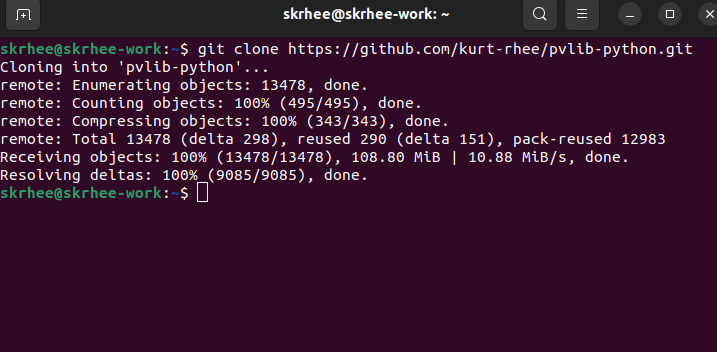 skrhee@skrhee-work: ~
skrhee@skrhee-work:~$ git clone https://github.com/kurt-rhee/pvlib-python.git
Cloning into 'pvlib-python'...
remote: Enumerating objects: 13478, done.
remote: Counting objects: 100% (495/495), done.
remote: Compressing objects: 100% (343/343), done.
remote: Total 13478 (delta 298), reused 290 (delta 151), pack-reused 12983
Receiving objects: 100% (13478/13478), 108.80 MiB | 10.88 MiB/s, done.
Resolving deltas: 100% (9085/9085), done.
skrhee@skrhee-work:~$